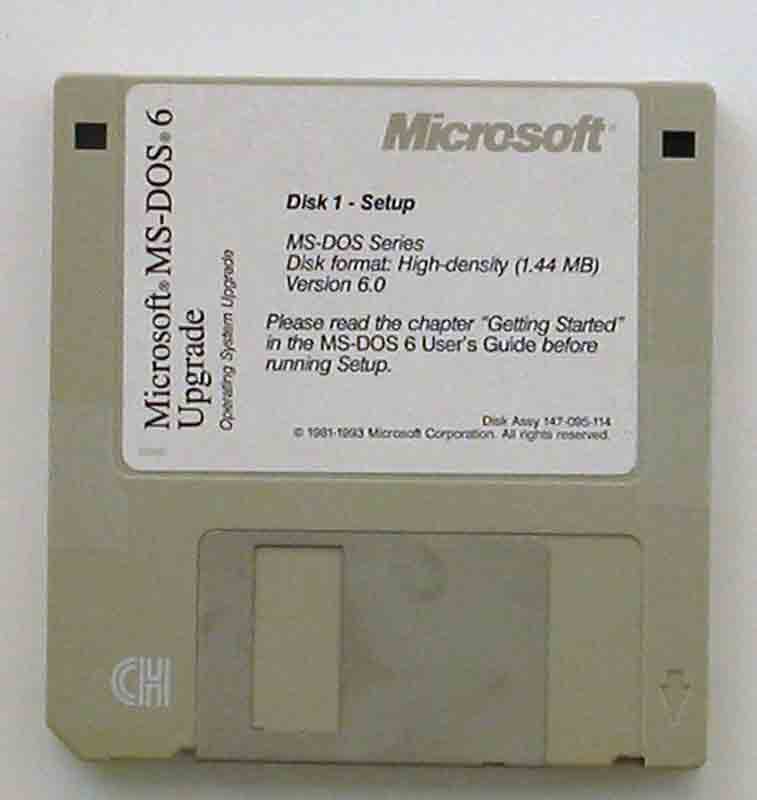 Microsoft® MS-DOS® 6
Upgrade
Operating System Upgrade
Microsoft®
Disk 1 - Setup
MS-DOS Series
Disk format: High-density (1.44 MB)
Version 6.0
Please read the chapter "Getting Started"
in the MS-DOS 6 User's Guide before
running Setup.
Disk Assy 147-095-114
© 1981-1993 Microsoft Corporation. All rights reserved.
CH